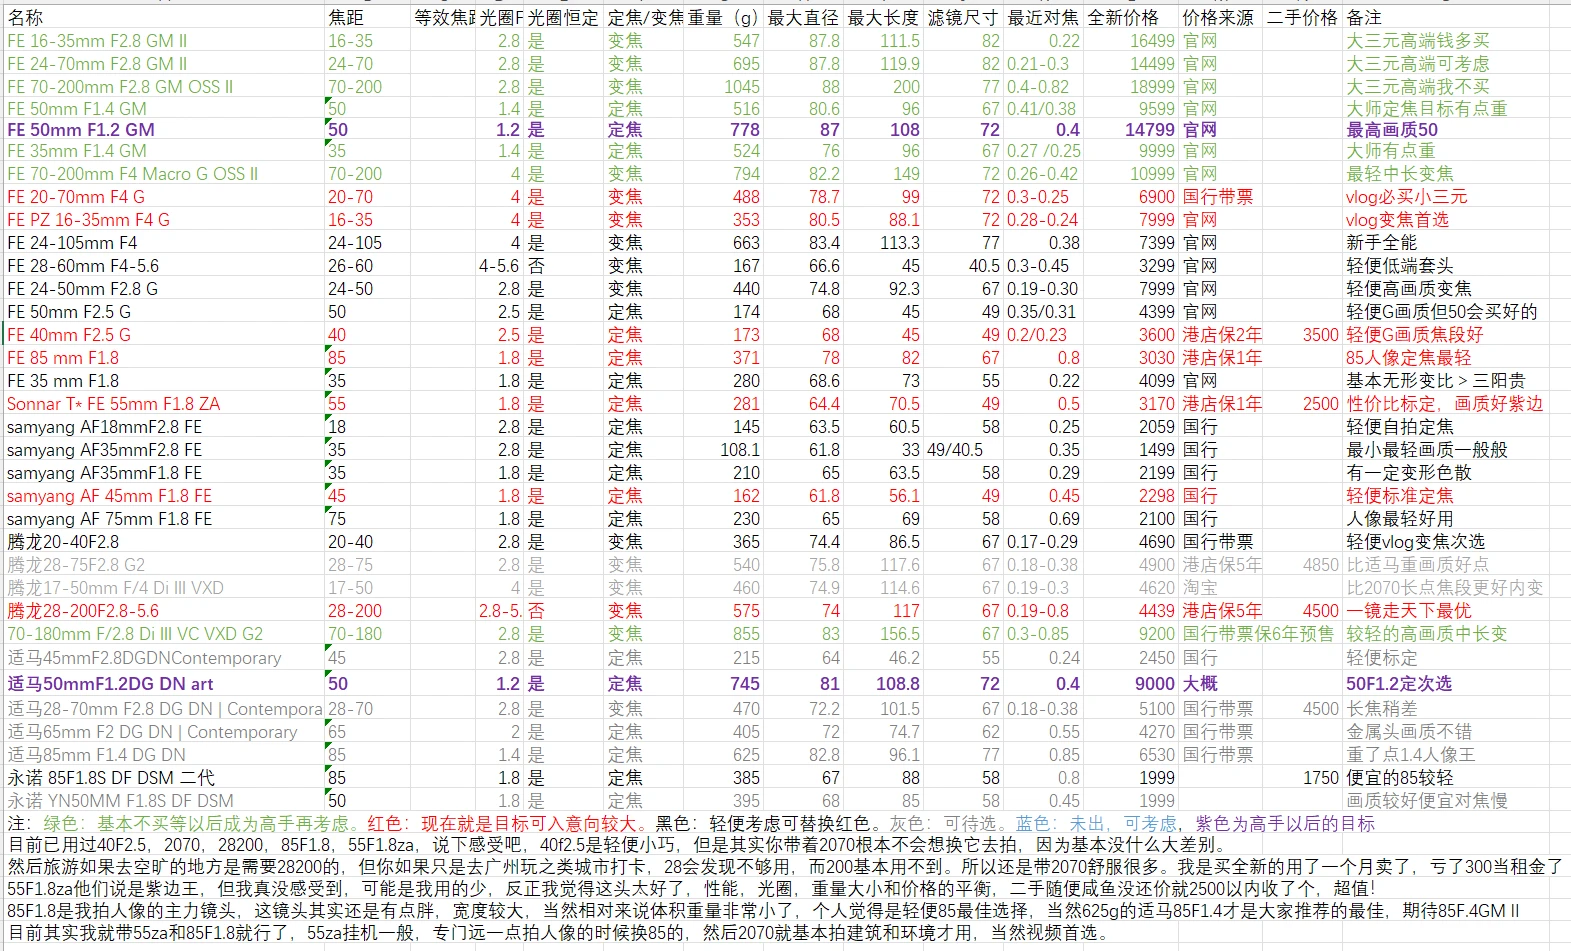 名称 焦距 等效焦距 光圈F 光圈恒定 定焦/变焦 重量（g） 最大直径 最大长度 滤镜尺寸 最近对焦 全新价格 价格来源 二手价格 备注
FE 16-35mm F2.8 GM II 16-35 2.8 是 变焦 547 87.8 111.5 82 0.22 16499 官网 大三元高端钱多买
FE 24-70mm F2.8 GM II 24-70 2.8 是 变焦 695 87.8 119.9 82 0.21-0.3 14499 官网 大三元高端可考虑
FE 70-200mm F2.8 GM OSS II 70-200 2.8 是 变焦 1045 88 200 77 0.4-0.82 18999 官网 大三元高端我不买
FE 50mm F1.4 GM 50 1.4 是 定焦 516 80.6 96 67 0.41/0.38 9599 官网 大师定焦目标有点重
FE 50mm F1.2 GM 50 1.2 是 定焦 778 87 108 72 0.4 14799 官网 最高画质50
FE 35mm F1.4 GM 35 1.4 是 定焦 524 76 96 67 0.27 /0.25 9999 官网 大师有点重
FE 70-200mm F4 Macro G OSS II 70-200 4 是 变焦 794 82.2 149 72 0.26-0.42 10999 官网 最轻中长变焦
FE 20-70mm F4 G 20-70 4 是 变焦 488 78.7 99 72 0.3-0.25 6900 国行带票 vlog必买小三元
FE PZ 16-35mm F4 G 16-35 4 是 变焦 353 80.5 88.1 72 0.28-0.24 7999 官网 vlog变焦首选
FE 24-105mm F4 24-105 4 是 变焦 663 83.4 113.3 77 0.38 7399 官网 新手全能
FE 28-60mm F4-5.6 26-60 4-5.6 否 变焦 167 66.6 45 40.5 0.3-0.45 3299 官网 轻便低端套头
FE 24-50mm F2.8 G 24-50 2.8 是 变焦 440 74.8 92.3 67 0.19-0.30 7999 官网 轻便高画质变焦
FE 50mm F2.5 G 50 2.5 是 定焦 174 68 45 49 0.35/0.31 4399 官网 轻便G画质但50会买好的
FE 40mm F2.5 G 40 2.5 是 定焦 173 68 45 49 0.2/0.23 3600 港店保2年 3500 轻便G画质焦段好
FE 85 mm F1.8 85 1.8 是 定焦 371 78 82 67 0.8 3030 港店保1年 85人像定焦最轻
FE 35 mm F1.8 35 1.8 是 定焦 280 68.6 73 55 0.22 4099 官网 基本无形变比＞三阳贵
Sonnar T* FE 55mm F1.8 ZA 55 1.8 是 定焦 281 64.4 70.5 49 0.5 3170 港店保1年 2500 性价比标定，画质好紫边
samyang AF18mmF2.8 FE 18 2.8 是 定焦 145 63.5 60.5 58 0.25 2059 国行 轻便自拍定焦
samyang AF35mmF2.8 FE 35 2.8 是 定焦 108.1 61.8 33 49/40.5 0.35 1499 国行 最小最轻画质一般般
samyang AF35mmF1.8 FE 35 1.8 是 定焦 210 65 63.5 58 0.29 2199 国行 有一定变形色散
samyang AF 45mm F1.8 FE 45 1.8 是 定焦 162 61.8 56.1 49 0.45 2298 国行 轻便标准定焦
samyang AF 75mm F1.8 FE 75 1.8 是 定焦 230 65 69 58 0.69 2100 国行 人像最轻好用
腾龙20-40F2.8 20-40 2.8 是 变焦 365 74.4 86.5 67 0.17-0.29 4690 国行带票 轻便vlog变焦次选
腾龙28-75F2.8 G2 28-75 2.8 是 变焦 540 75.8 117.6 67 0.18-0.38 4900 港店保5年 4850 比适马重画质好点
腾龙17-50mm F/4 Di III VXD 17-50 4 是 变焦 460 74.9 114.6 67 0.19-0.3 4620 淘宝 比2070长点焦段更好内变
腾龙28-200F2.8-5.6 28-200 2.8-5. 否 变焦 575 74 117 67 0.19-0.8 4439 港店保5年 4500 一镜走天下最优
70-180mm F/2.8 Di III VC VXD G2 70-180 2.8 是 变焦 855 83 156.5 67 0.3-0.85 9200 国行带票保6年预售 较轻的高画质中长变
适马45mmF2.8DGDNContemporary 45 2.8 是 定焦 215 64 46.2 55 0.24 2450 国行 轻便标定
适马50mmF1.2DG DN art 50 1.2 是 定焦 745 81 108.8 72 0.4 9000 大概 50F1.2定次选
适马28-70mm F2.8 DG DN | Contempora 28-70 2.8 是 变焦 470 72.2 101.5 67 0.18-0.38 5100 国行带票 4500 长焦稍差
适马65mm F2 DG DN | Contemporary 65 2 是 定焦 405 72 74.7 62 0.55 4270 国行带票 金属头画质不错
适马85mm F1.4 DG DN 85 1.4 是 定焦 625 82.8 96.1 77 0.85 6530 国行带票 重了点1.4人像王
永诺 85F1.8S DF DSM 二代 85 1.8 是 定焦 385 67 88 58 0.8 1999 1750 便宜的85较轻
永诺 YN50MM F1.8S DF DSM 50 1.8 是 定焦 395 68 85 58 0.45 1999 画质较好便宜对焦慢
注：绿色：基本不买等以后成为高手再考虑。红色：现在就是目标可入意向较大。黑色：轻便考虑可替换红色。灰色：可待选。蓝色：未出，可考虑，紫色为高手以后的目标
目前已用过40F2.5，2070，28200，85F1.8，55F1.8za，说下感受吧，40f2.5是轻便小巧，但是其实你带着2070根本不会想换它去拍，因为基本没什么大差别。
然后旅游如果去空旷的地方是需要28200的，但你如果只是去广州玩之类城市打卡，28会发现不够用，而200基本用不到。所以还是带2070舒服很多。我是买全新的用了一个月卖了，亏了300当租金了
55F1.8za他们说是紫边王，但我真没感受到，可能是我用的少，反正我觉得这头太好了，性能，光圈，重量大小和价格的平衡，二手随便咸鱼没还价就2500以内收了个，超值！
85F1.8是我拍人像的主力镜头，这镜头其实还是有点胖，宽度较大，当然相对来说体积重量非常小了，个人觉得是轻便85最佳选择，当然625g的适马85F1.4才是大家推荐的最佳，期待85F.4GM II
目前其实我就带55za和85F1.8就行了，55za挂机一般，专门远一点拍人像的时候换85的，然后2070就基本拍建筑和环境才用，当然视频首选。